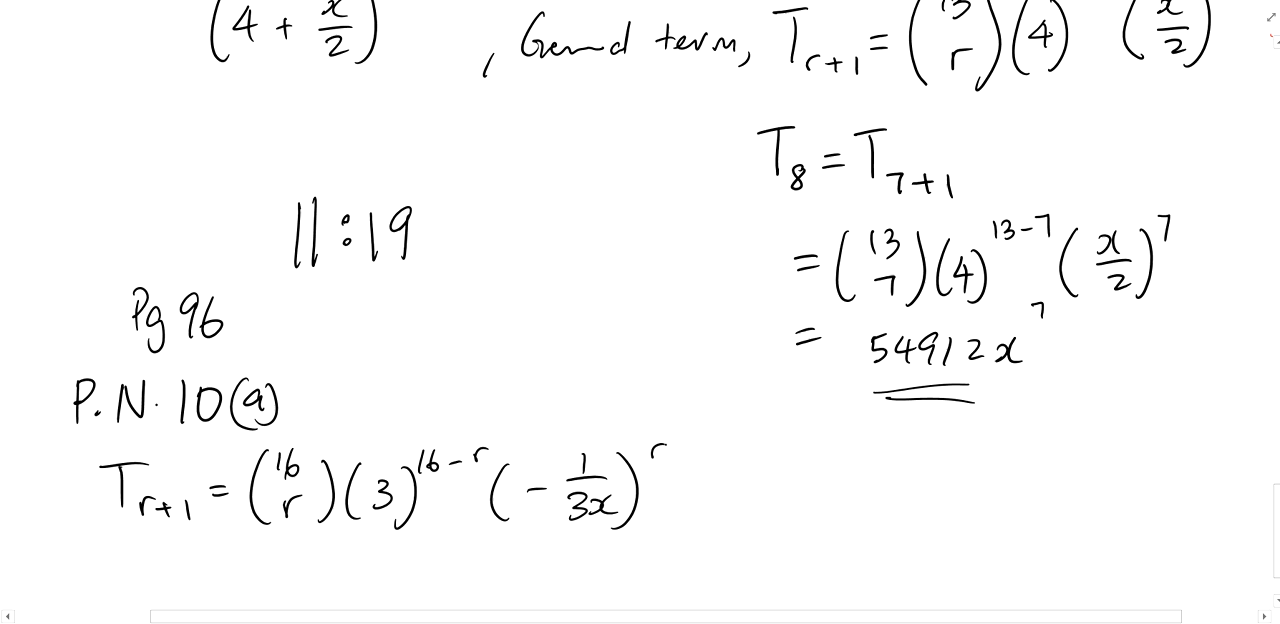 (4 + x/2) , General term, T_{r+1} = (13 r)(4) (x/2)
T_8 = T_{7+1}
= (13 7)(4)^{13-7} (x/2)^7
= 54912x^7
11:19
Pg 96
P.N. 10(a)
T_{r+1} = (16 r)(3)^{16-r} (- 1/3x)^r